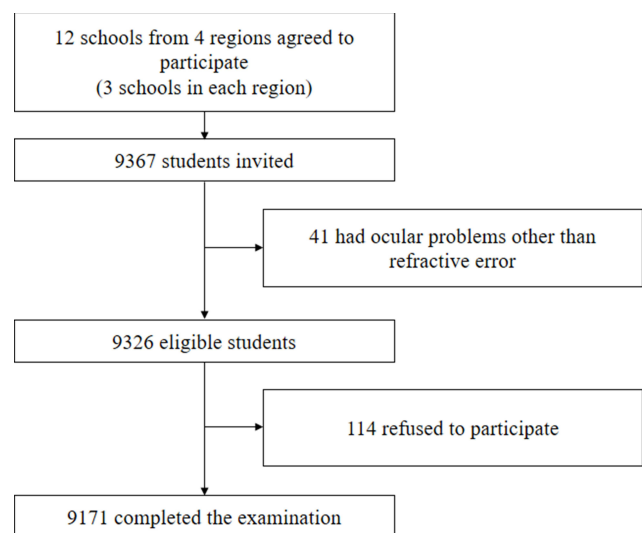 12 schools from 4 regions agreed to
participate
(3 schools in each region)
9367 students invited
41 had ocular problems other than
refractive error
9326 eligible students
114 refused to participate
9171 completed the examination